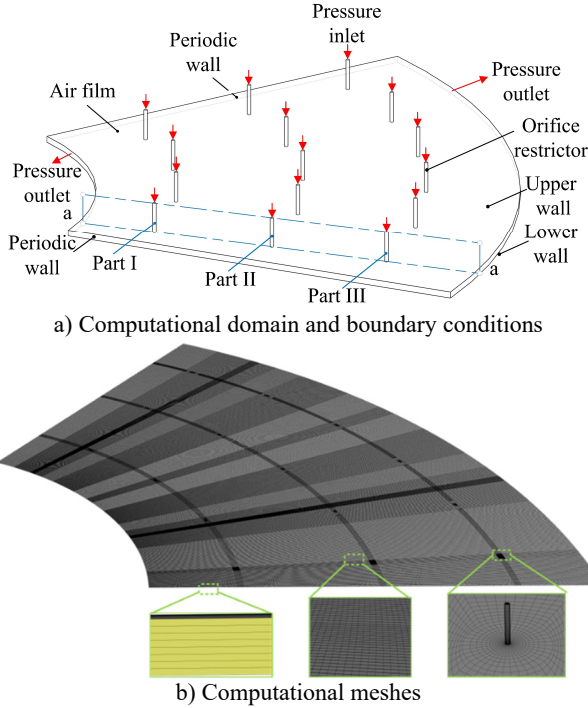 Pressure
inlet
Periodic
wall
Air film
Pressure
outlet
Orifice
restrictor
Pressure
outlet
a
Upper
wall
Periodic
wall
Lower
wall
a
Part I
Part II
Part III
a) Computational domain and boundary conditions
b) Computational meshes